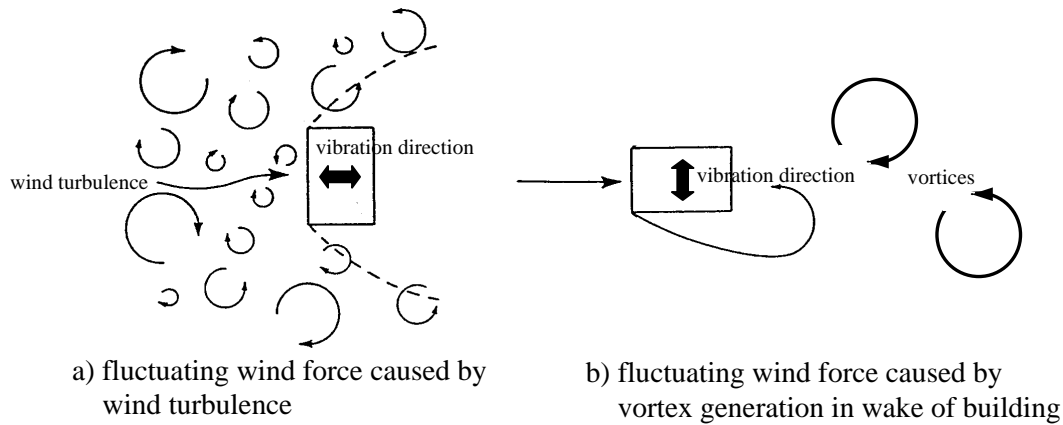 vibration direction
wind turbulence
a) fluctuating wind force caused by
wind turbulence
vibration direction
vortices
b) fluctuating wind force caused by
vortex generation in wake of building